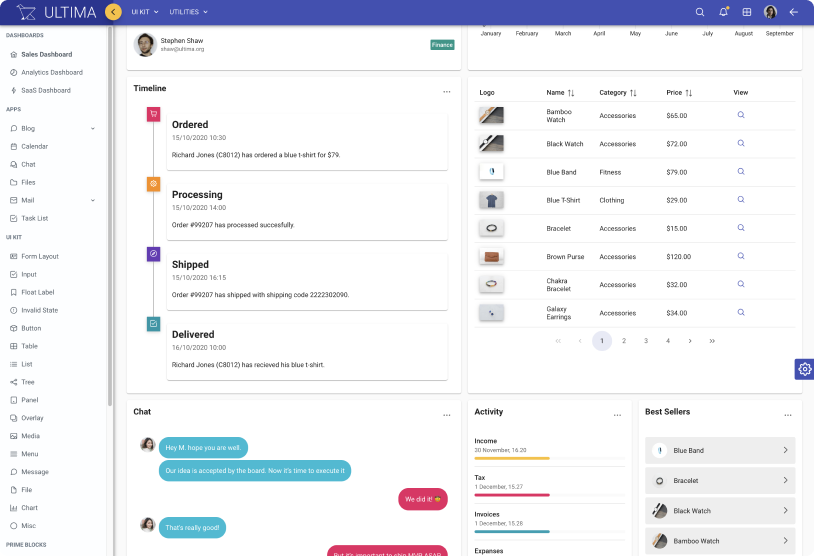 ULTIMA
UI KIT
UTILITIES
DASHBOARDS
Sales Dashboard
Analytics Dashboard
SaaS Dashboard
APPS
Blog
Calendar
Chat
Files
Mail
Task List
UI KIT
Form Layout
Input
Float Label
Invalid State
Button
Table
List
Tree
Panel
Overlay
Media
Menu
Message
File
Chart
Misc
PRIME BLOCKS
Stephen Shaw
shaw@ultima.org
Finance
January February March April May June July August September
Timeline
Ordered
15/10/2020 10:30
Richard Jones (C8012) has ordered a blue t-shirt for $79.
Processing
15/10/2020 14:00
Order #99207 has processed succesfully.
Shipped
15/10/2020 16:15
Order #99207 has shipped with shipping code 2222302090.
Delivered
16/10/2020 10:00
Richard Jones (C8012) has recieved his blue t-shirt.
Logo Name Category Price View
Bamboo
Watch Accessories $65.00
Black Watch Accessories $72.00
Blue Band Fitness $79.00
Blue T-Shirt Clothing $29.00
Bracelet Accessories $15.00
Brown Purse Accessories $120.00
Chakra
Bracelet Accessories $32.00
Galaxy
Earrings Accessories $34.00
1 2 3 4
Chat
Hey M. hope you are well.
Our idea is accepted by the board. Now it's time to execute it
We did it!
That's really good!
But it's important to ship MVP ASAP
Activity
Income
30 November, 16.20
Tax
1 December, 15.27
Invoices
1 December, 15.28
Expenses
Best Sellers
Blue Band
Bracelet
Black Watch
Bamboo Watch